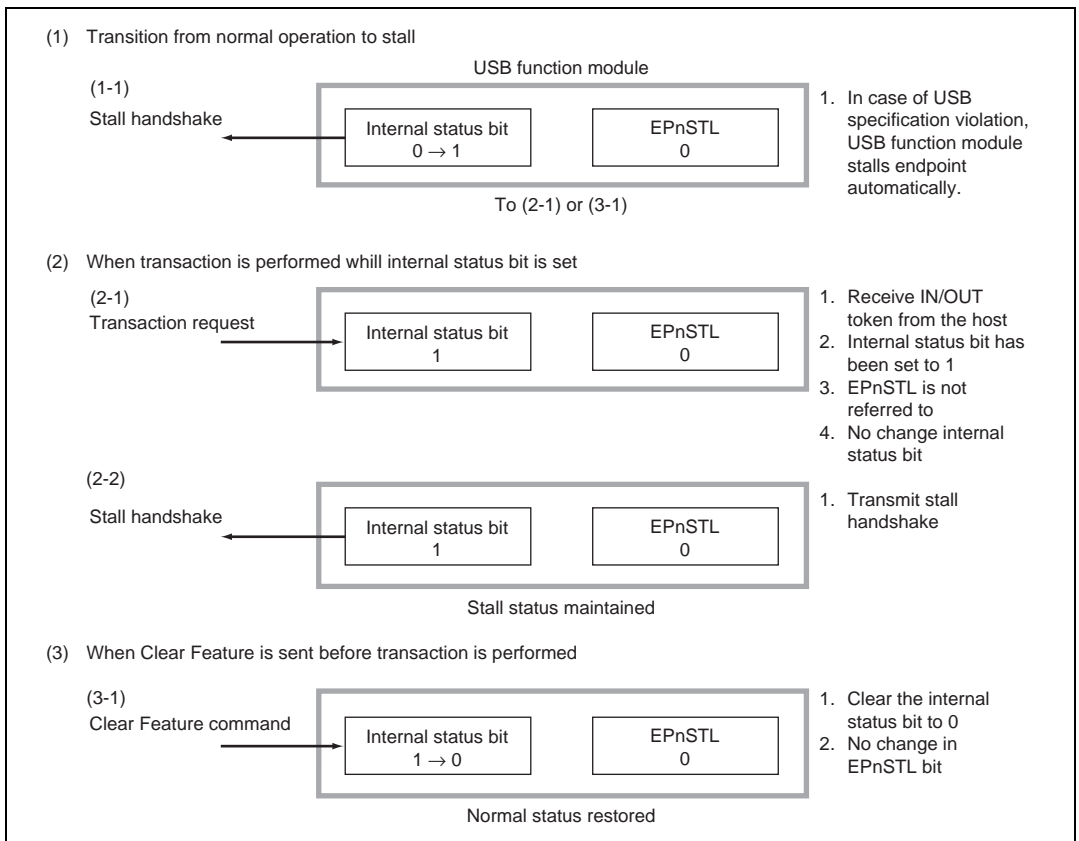 (1) Transition from normal operation to stall
USB function module
(1-1)
Stall handshake
Internal status bit
0 → 1
EPnSTL
0
1. In case of USB
specification violation,
USB function module
stalls endpoint
automatically.
To (2-1) or (3-1)
(2) When transaction is performed whill internal status bit is set
(2-1)
Transaction request
Internal status bit
1
EPnSTL
0
1. Receive IN/OUT
token from the host
2. Internal status bit has
been set to 1
3. EPnSTL is not
referred to
4. No change internal
status bit
(2-2)
Stall handshake
Internal status bit
1
EPnSTL
0
1. Transmit stall
handshake
Stall status maintained
(3) When Clear Feature is sent before transaction is performed
(3-1)
Clear Feature command
Internal status bit
1 → 0
EPnSTL
0
1. Clear the internal
status bit to 0
2. No change in
EPnSTL bit
Normal status restored